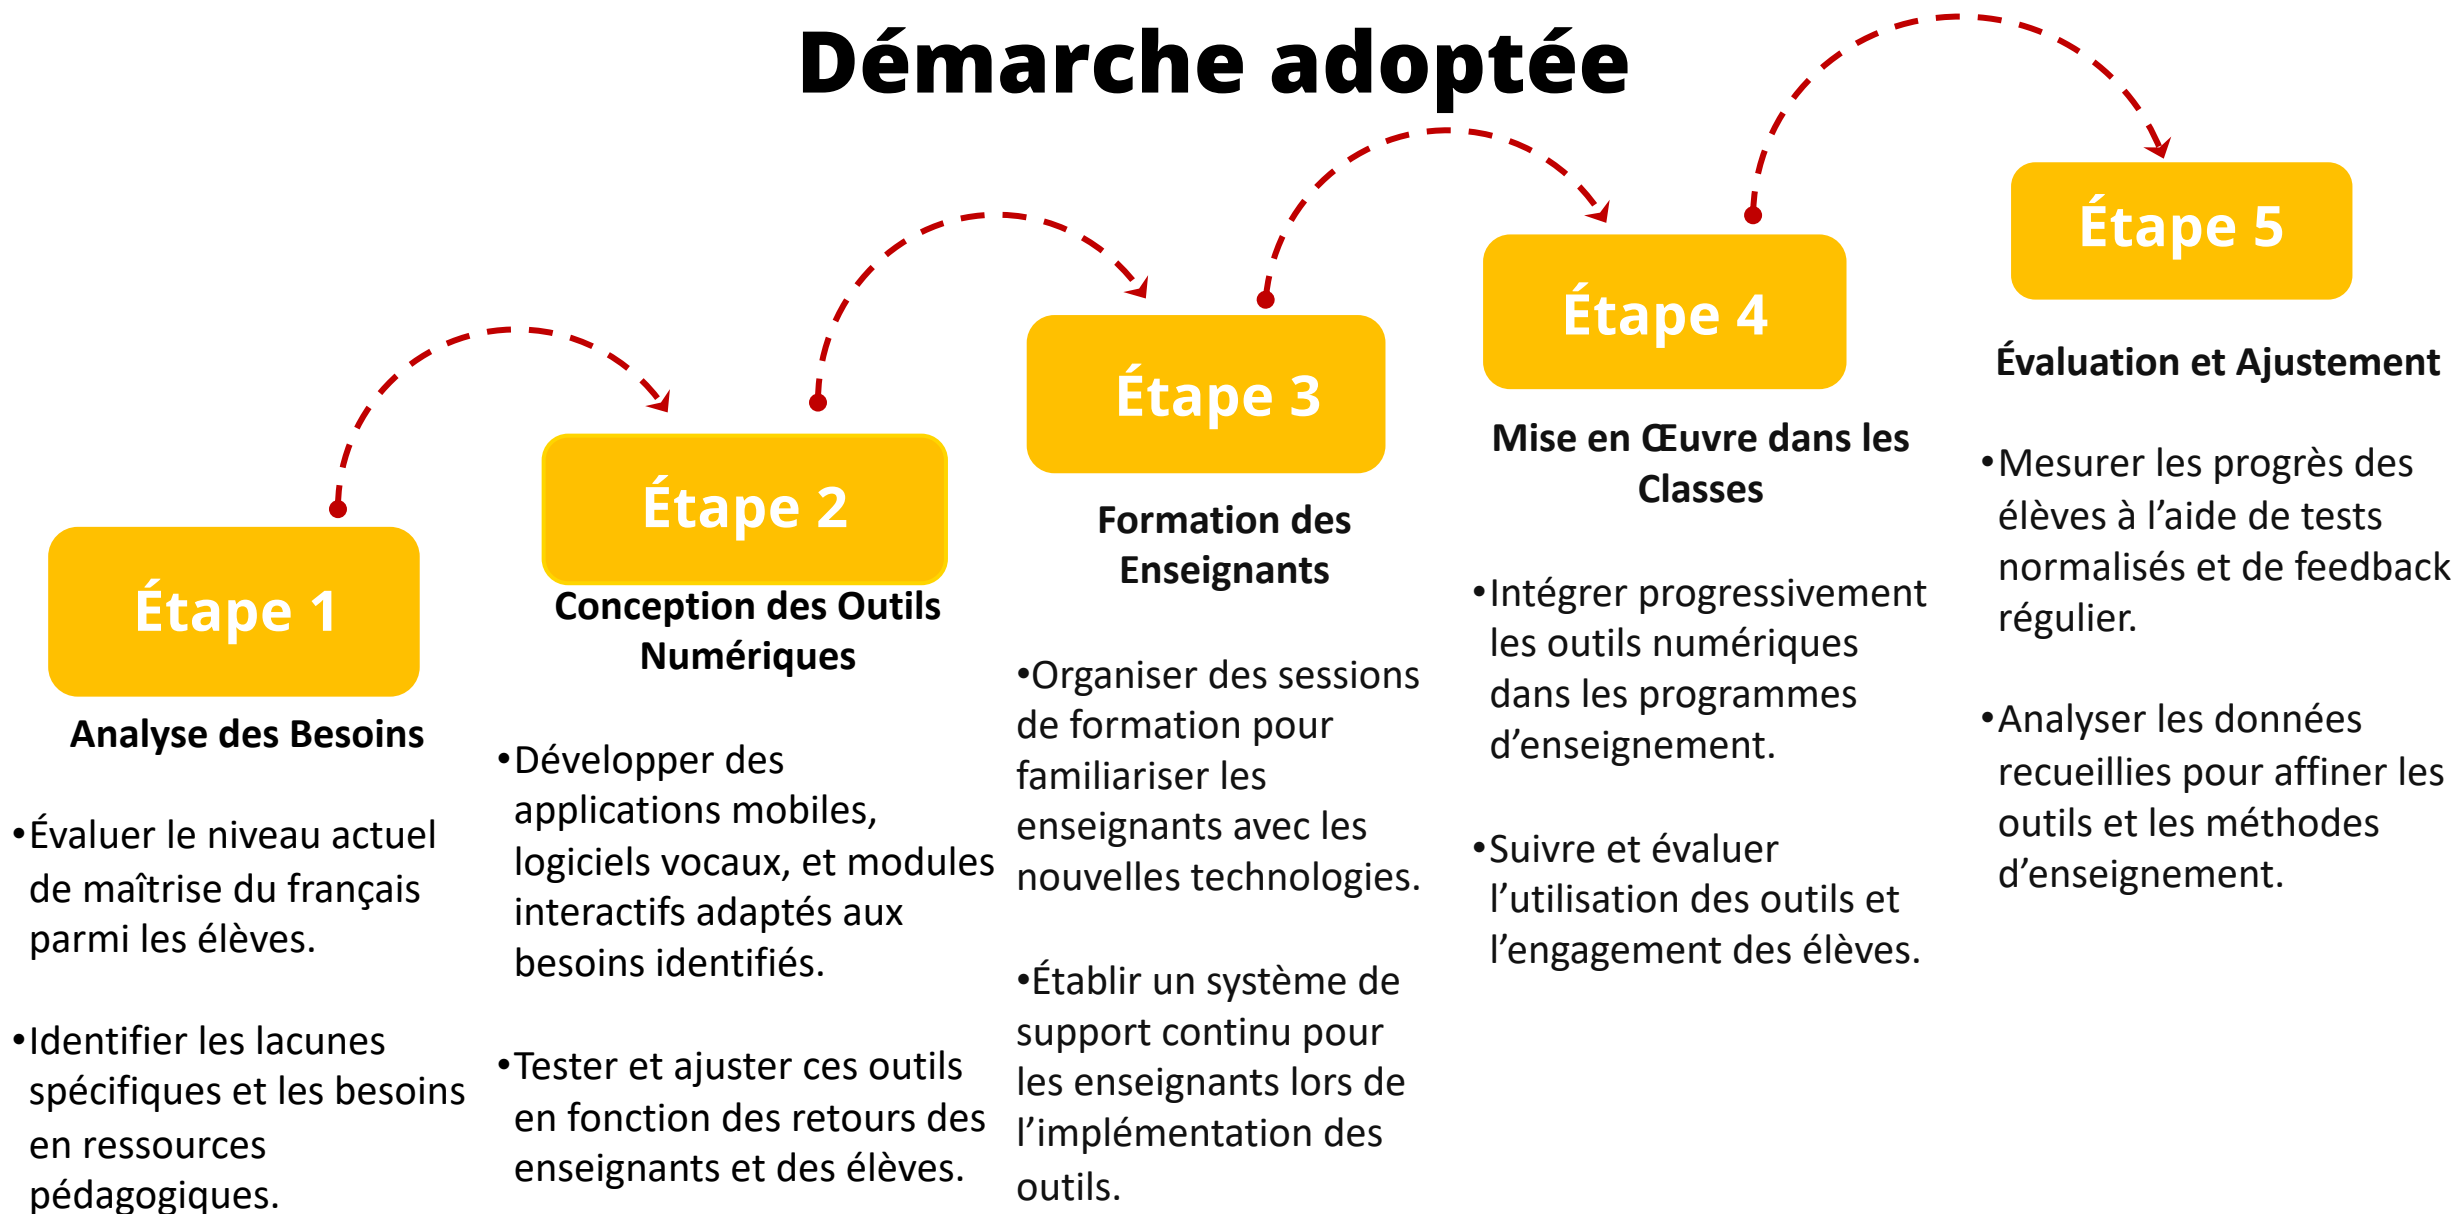 Démarche adoptée
Étape 1
Analyse des Besoins
•Évaluer le niveau actuel
de maîtrise du français
parmi les élèves.
•Identifier les lacunes
spécifiques et les besoins
en ressources
pédagogiques.
Étape 2
Conception des Outils
Numériques
•Développer des
applications mobiles,
logiciels vocaux, et modules
interactifs adaptés aux
besoins identifiés.
•Tester et ajuster ces outils
en fonction des retours des
enseignants et des élèves.
Étape 3
Formation des
Enseignants
•Organiser des sessions
de formation pour
familiariser les
enseignants avec les
nouvelles technologies.
•Établir un système de
support continu pour
les enseignants lors de
l’implémentation des
outils.
Étape 4
Mise en Œuvre dans les
Classes
•Intégrer progressivement
les outils numériques
dans les programmes
d’enseignement.
•Suivre et évaluer
l’utilisation des outils et
l’engagement des élèves.
Étape 5
Évaluation et Ajustement
•Mesurer les progrès des
élèves à l’aide de tests
normalisés et de feedback
régulier.
•Analyser les données
recueillies pour affiner les
outils et les méthodes
d’enseignement.